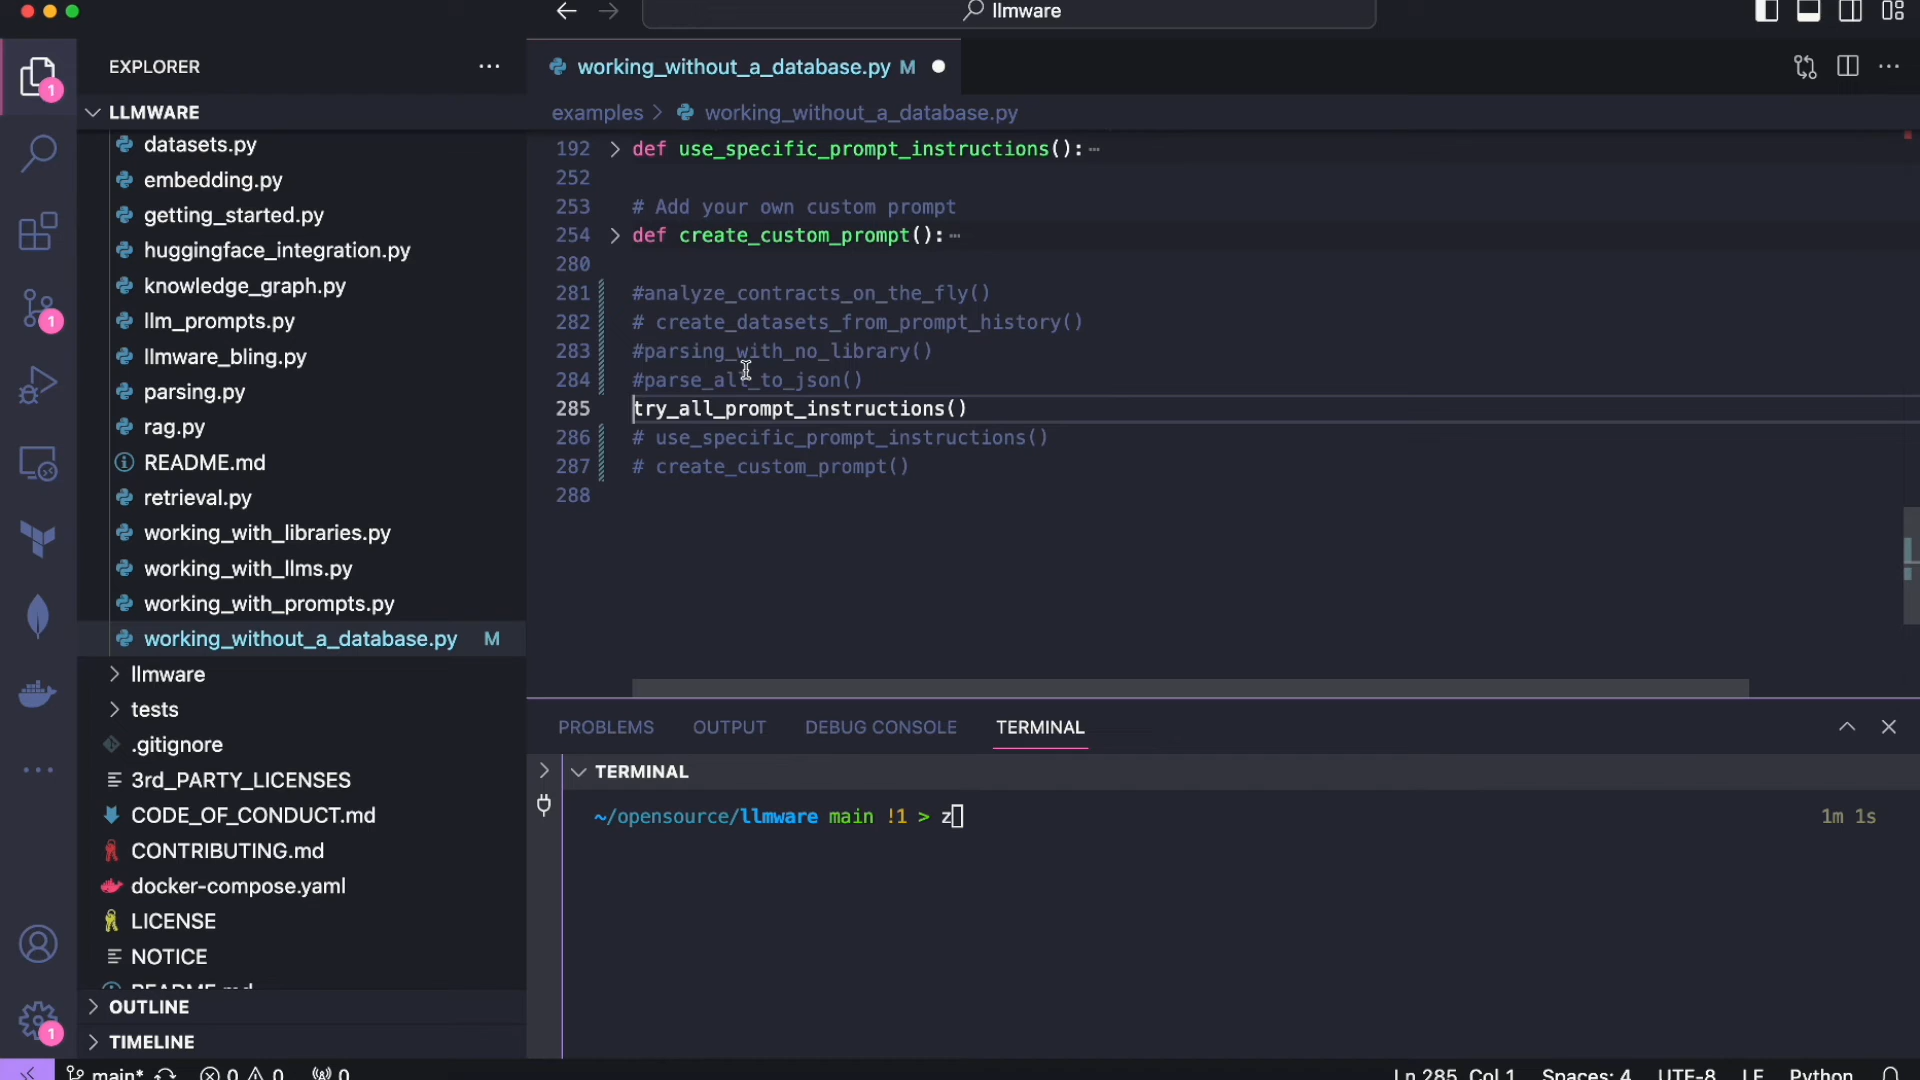 llmware
EXPLORER
working_without_a_database.py M
LLMWARE
examples > working_without_a_database.py
datasets.py
embedding.py
getting_started.py
huggingface_integration.py
knowledge_graph.py
llm_prompts.py
llmware_bling.py
parsing.py
rag.py
README.md
retrieval.py
working_with_libraries.py
working_with_llms.py
working_with_prompts.py
working_without_a_database.py M
llmware
tests
.gitignore
3rd_PARTY_LICENSES
CODE_OF_CONDUCT.md
CONTRIBUTING.md
docker-compose.yaml
LICENSE
NOTICE
README.md
OUTLINE
TIMELINE
1
1
1
192 def use_specific_prompt_instructions():
252
253 # Add your own custom prompt
254 def create_custom_prompt():
280
281 #analyze_contracts_on_the_fly()
282 # create_datasets_from_prompt_history()
283 #parsing_with_no_library()
284 #parse_all_to_json()
285 try_all_prompt_instructions()
286 # use_specific_prompt_instructions()
287 # create_custom_prompt()
288
PROBLEMS OUTPUT DEBUG CONSOLE TERMINAL
TERMINAL
~/opensource/llmware main !1 > z 1m 1s
main* 0 0 0 Ln 285, Col 1 Spaces: 4 UTF-8 LF Python